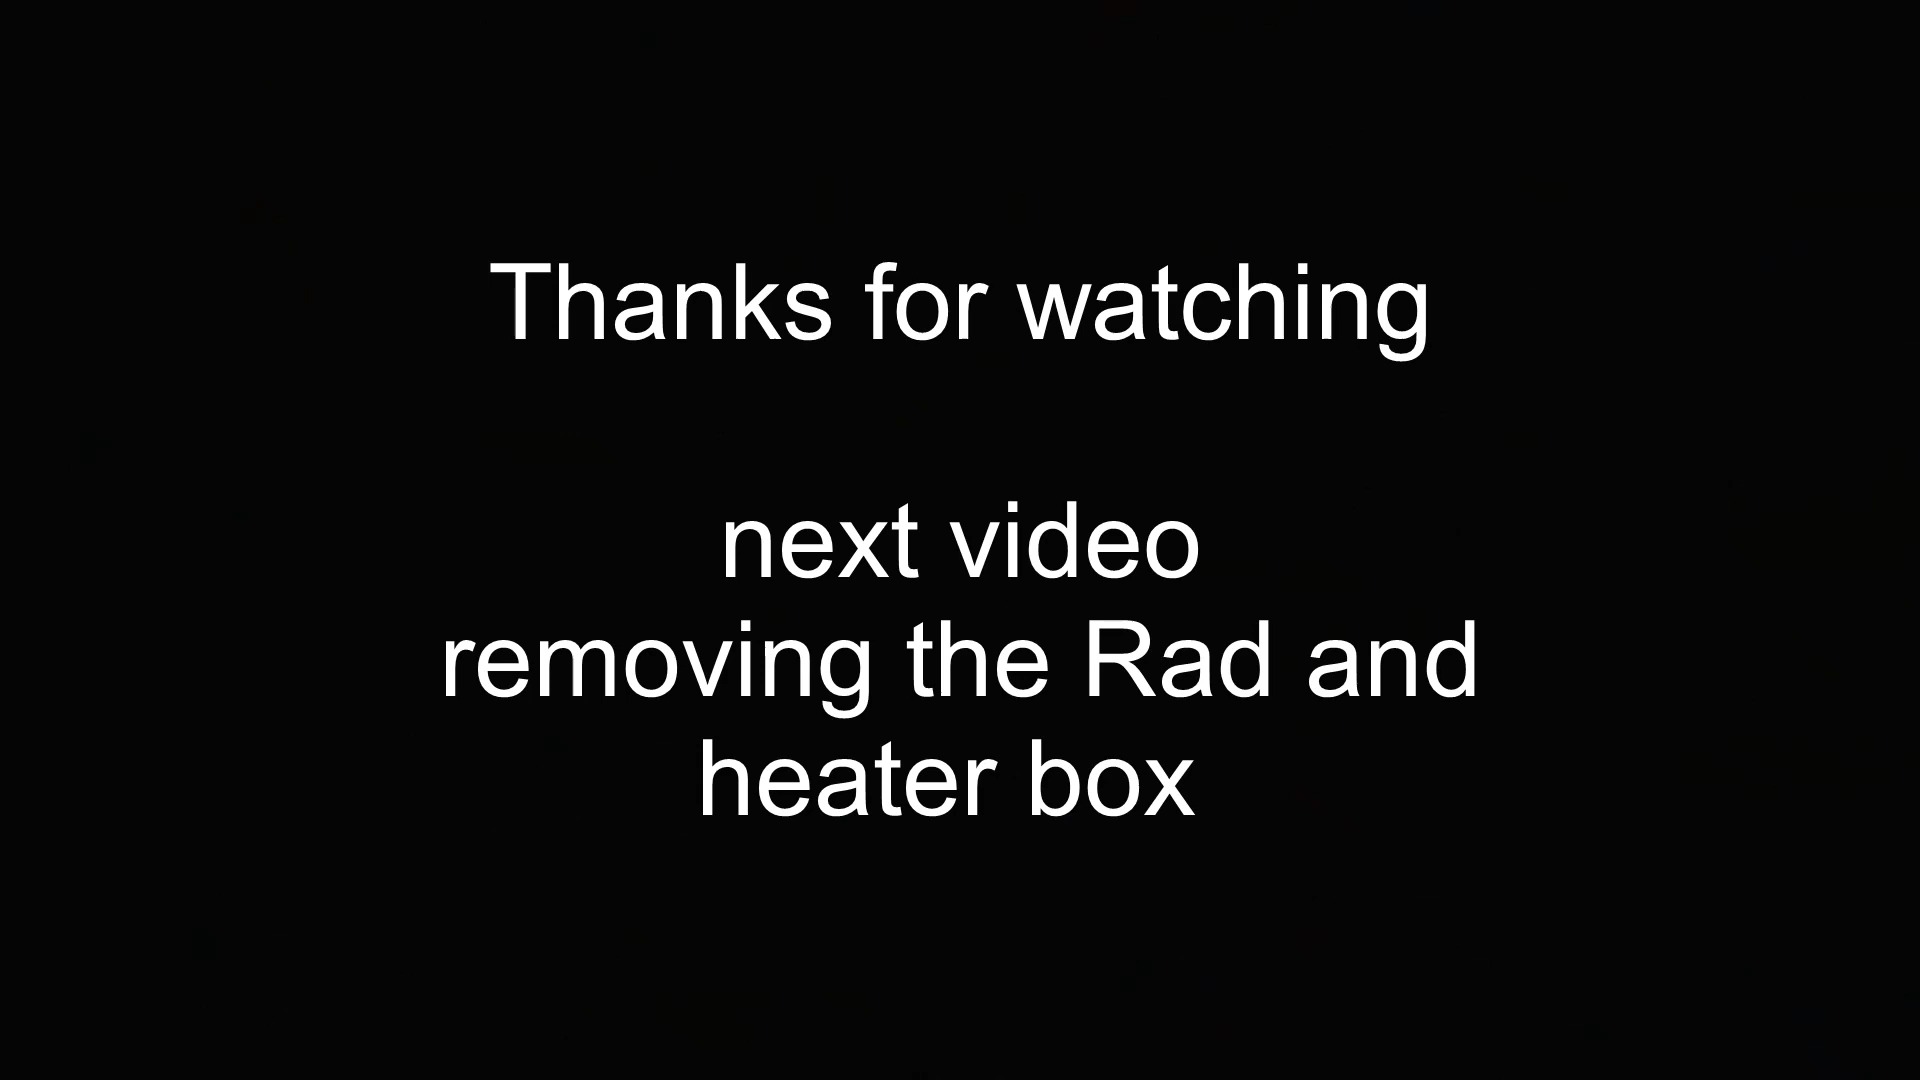 Thanks for watching
next video
removing the Rad and
heater box